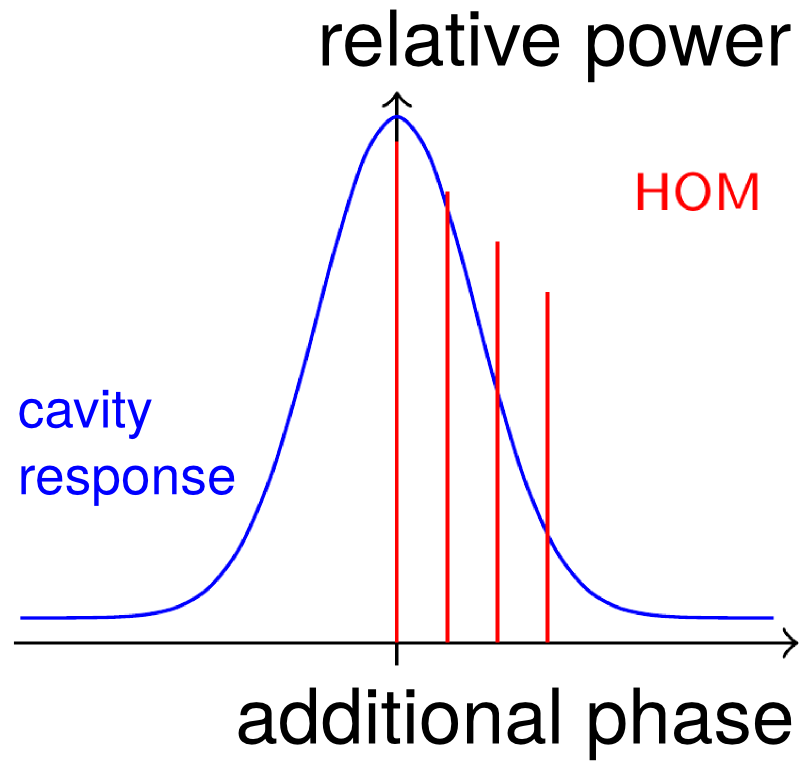 relative power
HOM
cavity
response
additional phase